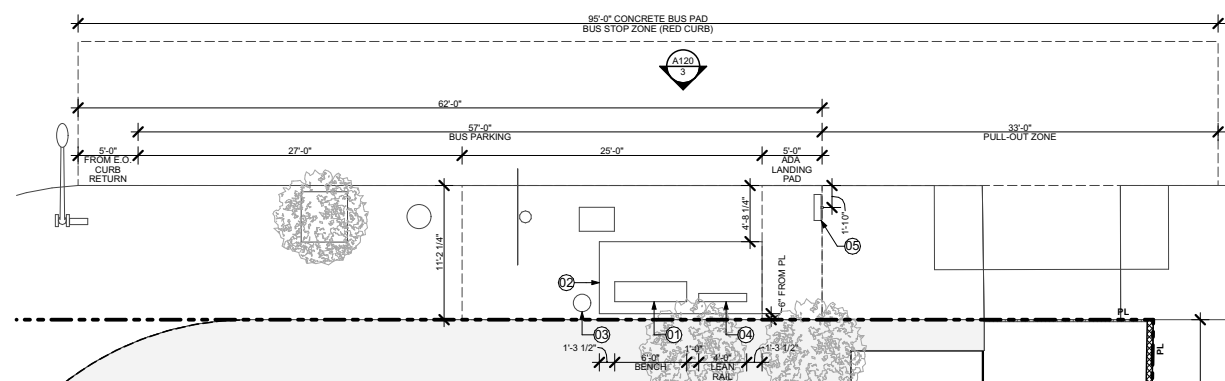 95'-0" CONCRETE BUS PAD
BUS STOP ZONE (RED CURB)
A120
3
62'-0"
57'-0"
BUS PARKING
33'-0"
PULL-OUT ZONE
5'-0"
FROM E.O.
CURB
RETURN
27'-0"
25'-0"
5'-0"
ADA
LANDING
PAD
11'-2 1/4"
4'-8 1/4"
1'-10"
05
02
6" FROM PL
03
01
04
PL
PL
1'-3 1/2"
6'-0"
BENCH
1'-0"
4'-0"
LEAN
RAIL
1'-3 1/2"